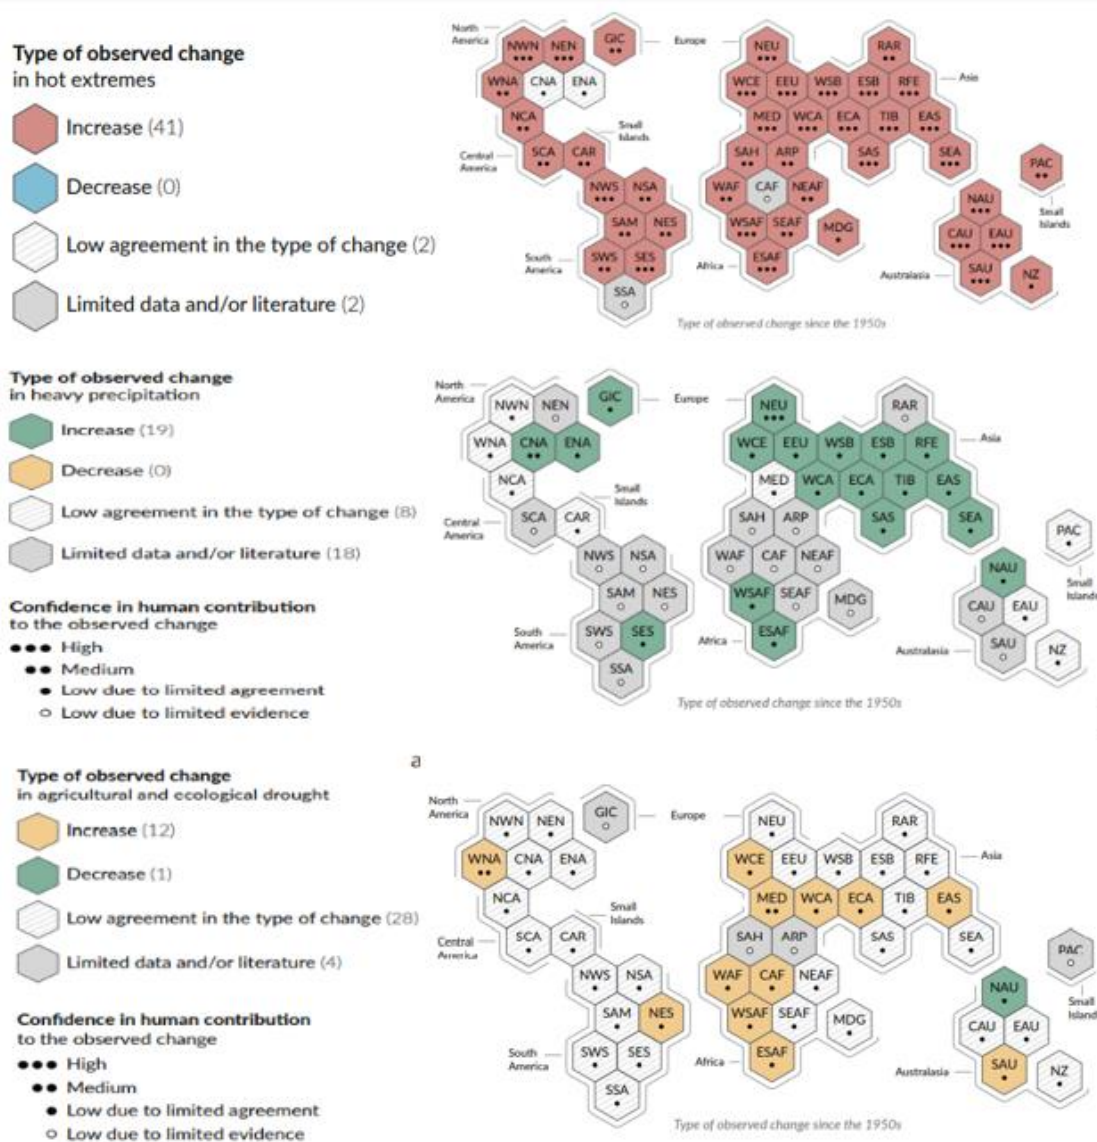 Type of observed change
in hot extremes
Increase (41)
Decrease (0)
Low agreement in the type of change (2)
Limited data and/or literature (2)
North
America
NWN NEN GIC
Europe
NEU RAR
WNA CNA ENA
WCE EEU WSB ESB RFE
Asia
NCA
MED WCA ECA TIB EAS
Small
Islands
Central
America
SCA CAR
SAH ARP SAS SEA
PAC
NWS NSA
WAF CAF NEAF
NAU
Small
Islands
SAM NES
WSAF SEAF MDG
CAU EAU
South
America
SWS SES
Africa
ESAF
Australasia
SAU NZ
SSA
Type of observed change since the 1950s
Type of observed change
in heavy precipitation
Increase (19)
Decrease (0)
Low agreement in the type of change (8)
Limited data and/or literature (18)
Confidence in human contribution
to the observed change
High
Medium
Low due to limited agreement
Low due to limited evidence
North
America
NWN NEN GIC
Europe
NEU RAR
WNA CNA ENA
WCE EEU WSB ESB RFE
Asia
NCA
MED WCA ECA TIB EAS
Small
Islands
Central
America
SCA CAR
SAH ARP SAS SEA
PAC
NWS NSA
WAF CAF NEAF
NAU
Small
Islands
SAM NES
WSAF SEAF MDG
CAU EAU
South
America
SWS SES
Africa
ESAF
Australasia
SAU NZ
SSA
Type of observed change since the 1950s
a
Type of observed change
in agricultural and ecological drought
Increase (12)
Decrease (1)
Low agreement in the type of change (28)
Limited data and/or literature (4)
Confidence in human contribution
to the observed change
High
Medium
Low due to limited agreement
Low due to limited evidence
North
America
NWN NEN GIC
Europe
NEU RAR
WNA CNA ENA
WCE EEU WSB ESB RFE
Asia
NCA
MED WCA ECA TIB EAS
Small
Islands
Central
America
SCA CAR
SAH ARP SAS SEA
PAC
NWS NSA
WAF CAF NEAF
NAU
Small
Island
SAM NES
WSAF SEAF MDG
CAU EAU
South
America
SWS SES
Africa
ESAF
Australasia
SAU NZ
SSA
Type of observed change since the 1950s